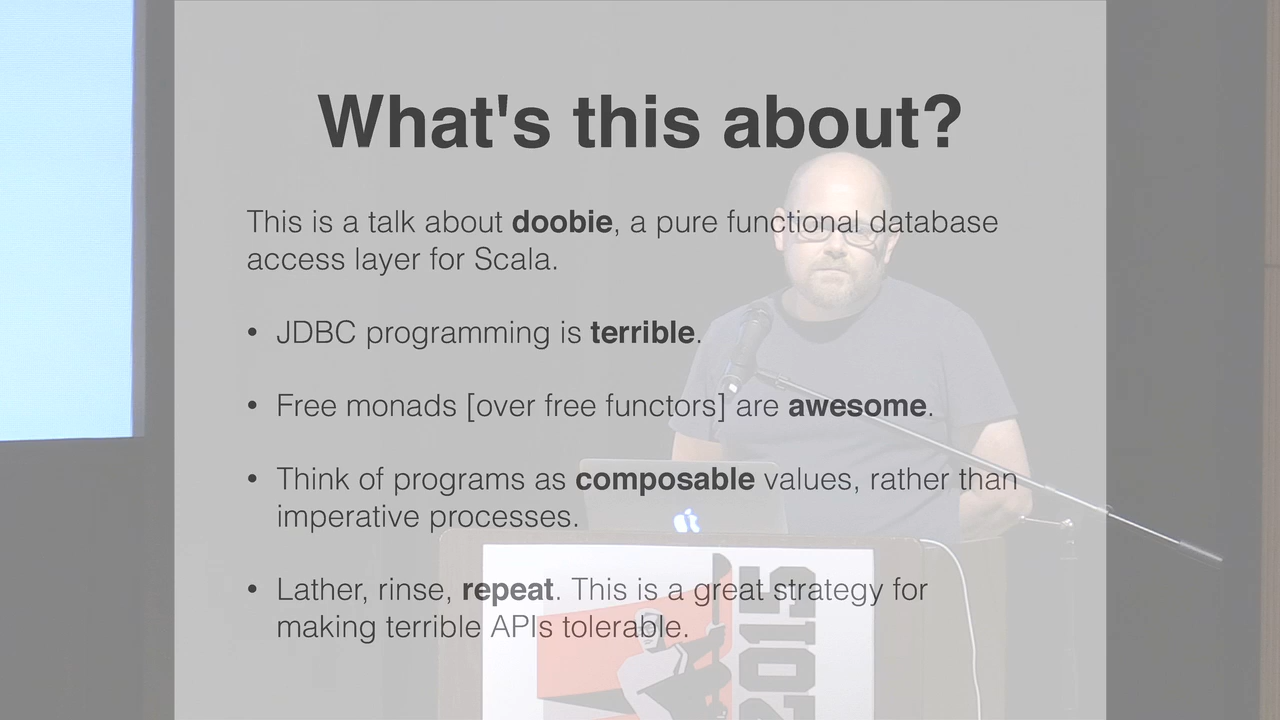 What's this about?
This is a talk about doobie, a pure functional database
access layer for Scala.
• JDBC programming is terrible.
• Free monads [over free functors] are awesome.
• Think of programs as composable values, rather than
imperative processes.
• Lather, rinse, repeat. This is a great strategy for
making terrible APIs tolerable.
2015